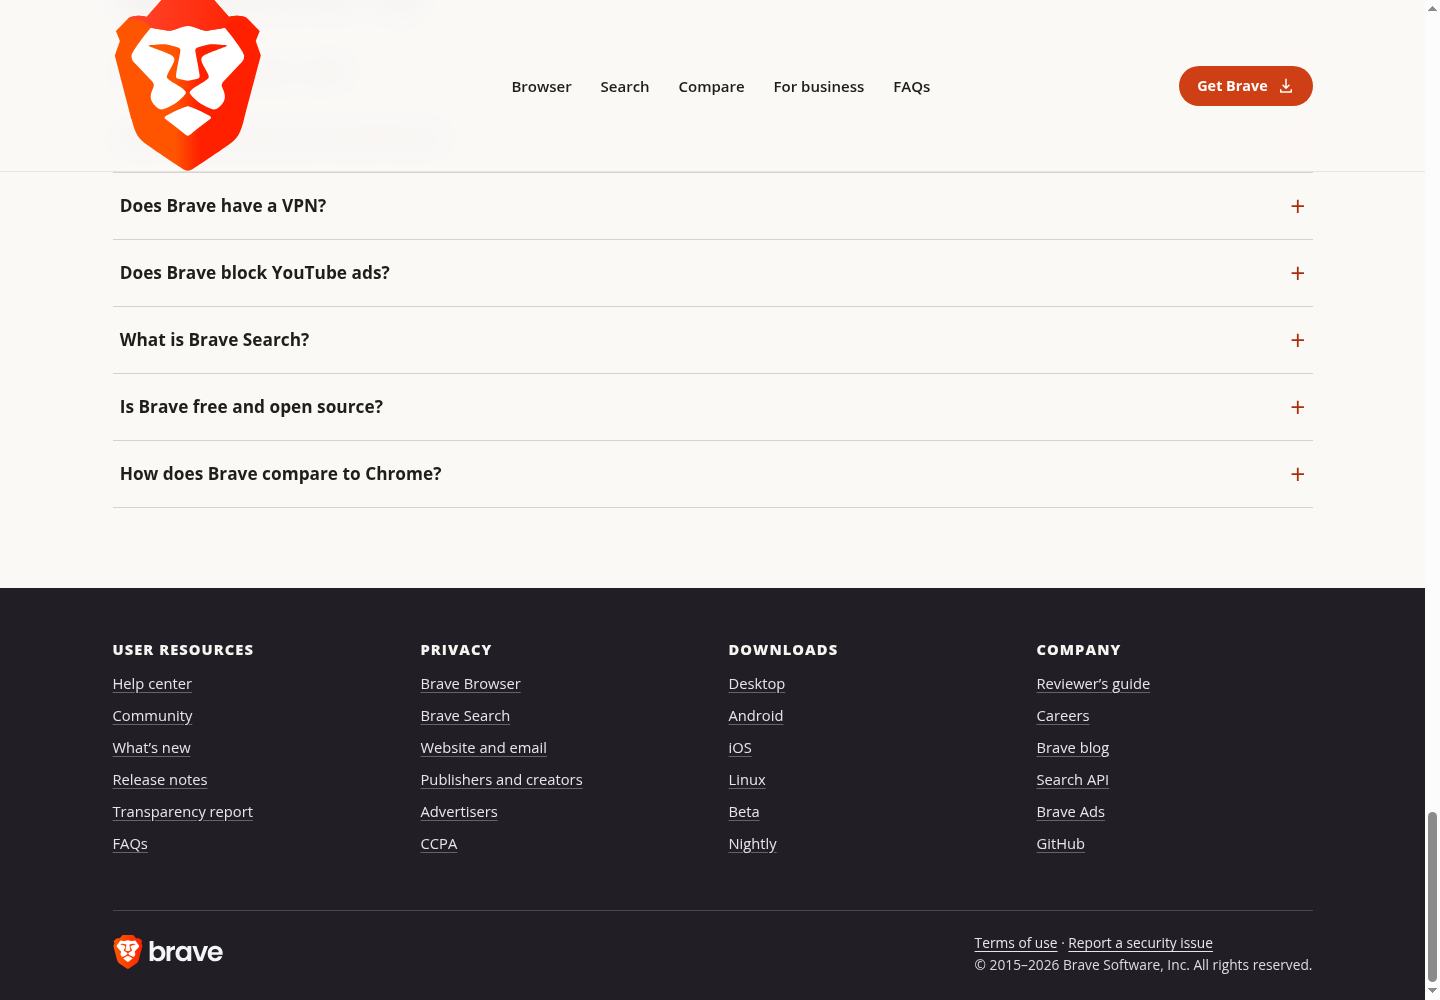 Browser Search Compare For business FAQs
Get Brave
Does Brave have a VPN?
Does Brave block YouTube ads?
What is Brave Search?
Is Brave free and open source?
How does Brave compare to Chrome?
USER RESOURCES
Help center
Community
What’s new
Release notes
Transparency report
FAQs
PRIVACY
Brave Browser
Brave Search
Website and email
Publishers and creators
Advertisers
CCPA
DOWNLOADS
Desktop
Android
iOS
Linux
Beta
Nightly
COMPANY
Reviewer’s guide
Careers
Brave blog
Search API
Brave Ads
GitHub
brave
Terms of use · Report a security issue
© 2015–2026 Brave Software, Inc. All rights reserved.